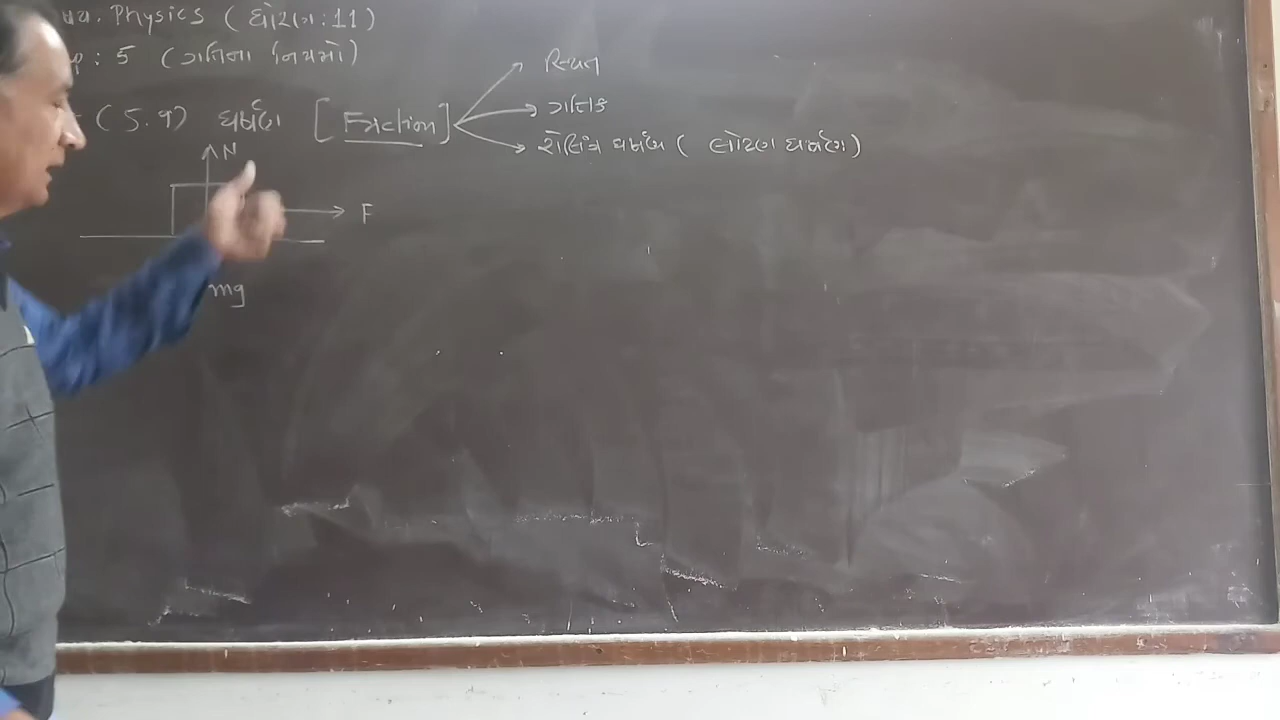 . Physics ( ધોરણ : 11 )
: 5 ( ગતિના નિયમો )
( 5.9 ) ઘર્ષણ [ Friction ]
સ્થિત
ગતિક
રોલિંગ ઘર્ષણ ( લોટણ ઘર્ષણ )
N
F
mg